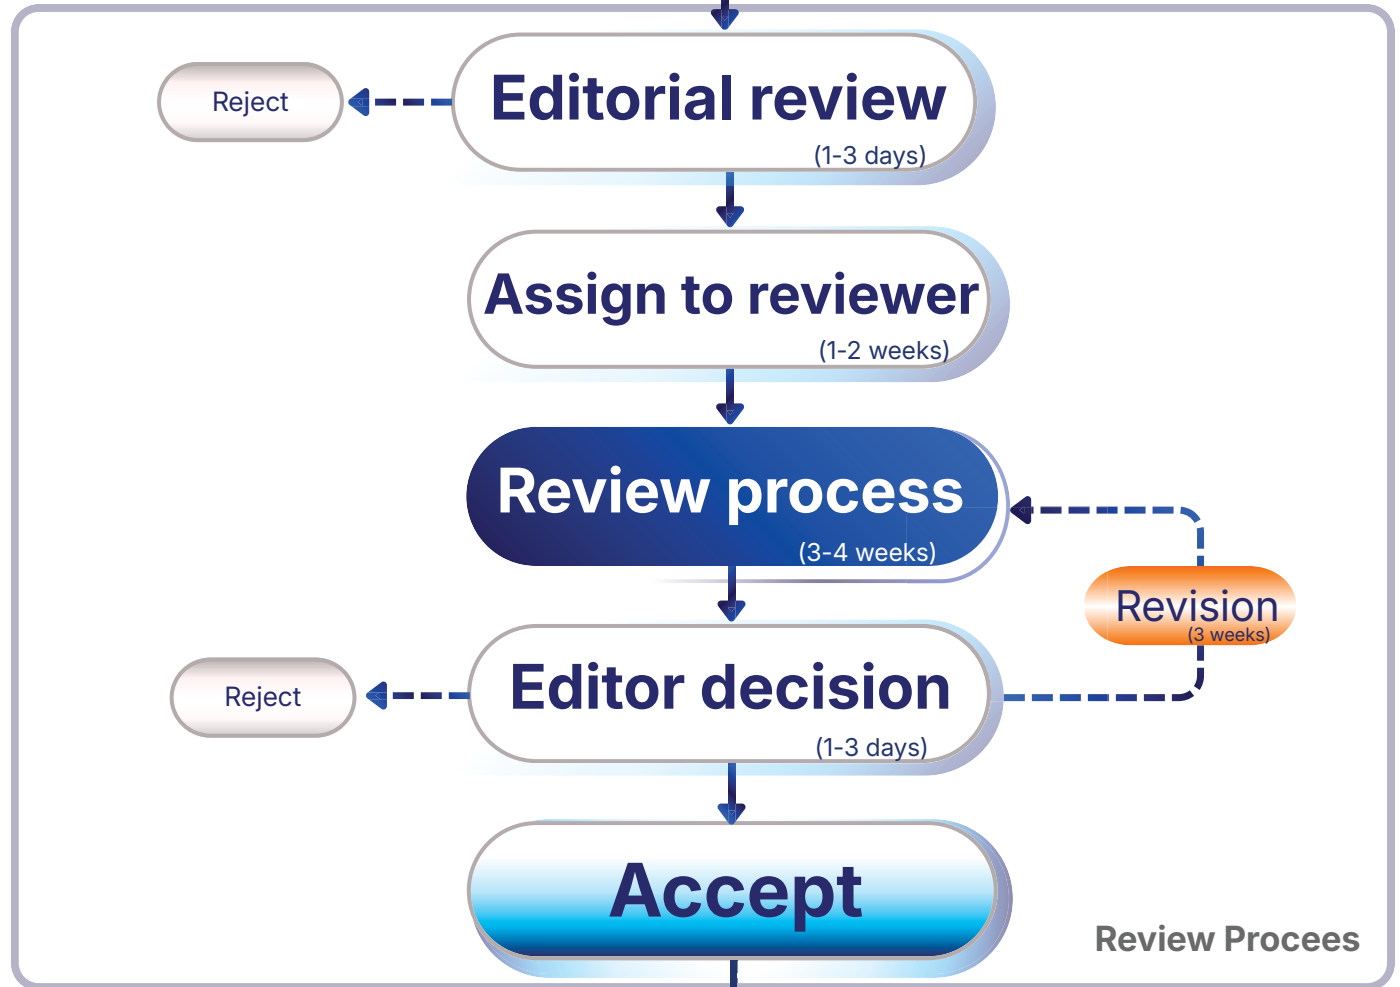 Editorial review
Reject
(1-3 days)
Assign to reviewer
(1-2 weeks)
Review process
(3-4 weeks)
Revision
(3 weeks)
Editor decision
Reject
(1-3 days)
Accept
Review Procees